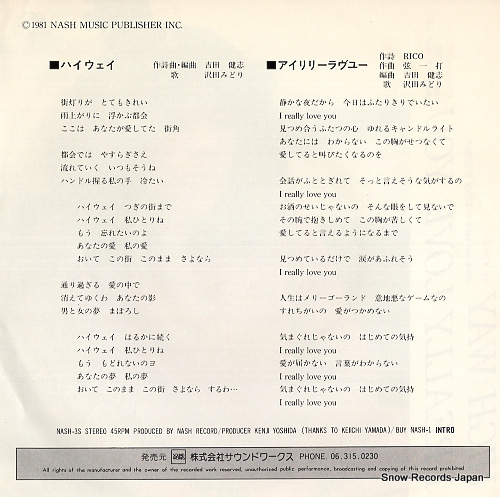 ©1981 NASH MUSIC PUBLISHER INC.
■ハイウェイ
作詩曲・編曲 吉田 健志
歌 沢田みどり
街灯りが とてもきれい
雨上がりに 浮かぶ都会
ここは あなたが愛してた 街角
都会では やすらぎさえ
流れていく いつもそうね
ハンドル握る私の手 冷たい
ハイウェイ つぎの街まで
ハイウェイ 私ひとりね
もう 忘れたいのよ
あなたの愛 私の愛
おいて この街 このまま さよなら
通り過ぎる 愛の中で
消えてゆくわ あなたの影
男と女の夢 まぼろし
ハイウェイ はるかに続く
ハイウェイ 私ひとりね
もう もどれないのヨ
あなたの夢 私の夢
おいて このまま この街 さよなら するわ…
■アイリリーラヴユー
作詩 RICO
作曲 弦 一打
編曲 吉田 健志
歌 沢田みどり
静かな夜だから 今日はふたりきりでいたい
I really love you
見つめ合うふたつの心 ゆれるキャンドルライト
あなたには わからない この胸がせつなくて
愛してると叫びたくなるのを
会話がふととぎれて そっと言えそうな気がするの
I really love you
お酒のせいじゃないの そんな眼をして見ないで
その腕で抱きしめて この胸が苦しくて
愛してると言えるようになるまで
見つめているだけで 涙があふれそう
I really love you
人生はメリーゴーランド 意地悪なゲームなの
すれちがいの 愛がつかめない
気まぐれじゃないの はじめての気持
I really love you
愛が届かない 言葉がわからない
I really love you
気まぐれじゃないの はじめての気持
I really love you
NASH-3S STEREO 45RPM PRODUCED BY NASH RECORD/PRODUCER KENJI YOSHIDA (THANKS TO KEIICHI YAMADA)/BUY NASH-1 INTRO
発売元 株式会社サウンドワークス PHONE. 06.315.0230
All rights of the manufacturer and the owner of the recorded work reserved, unauthorized public performance, broadcasting and copying of this record prohibited
Snow Records Japan